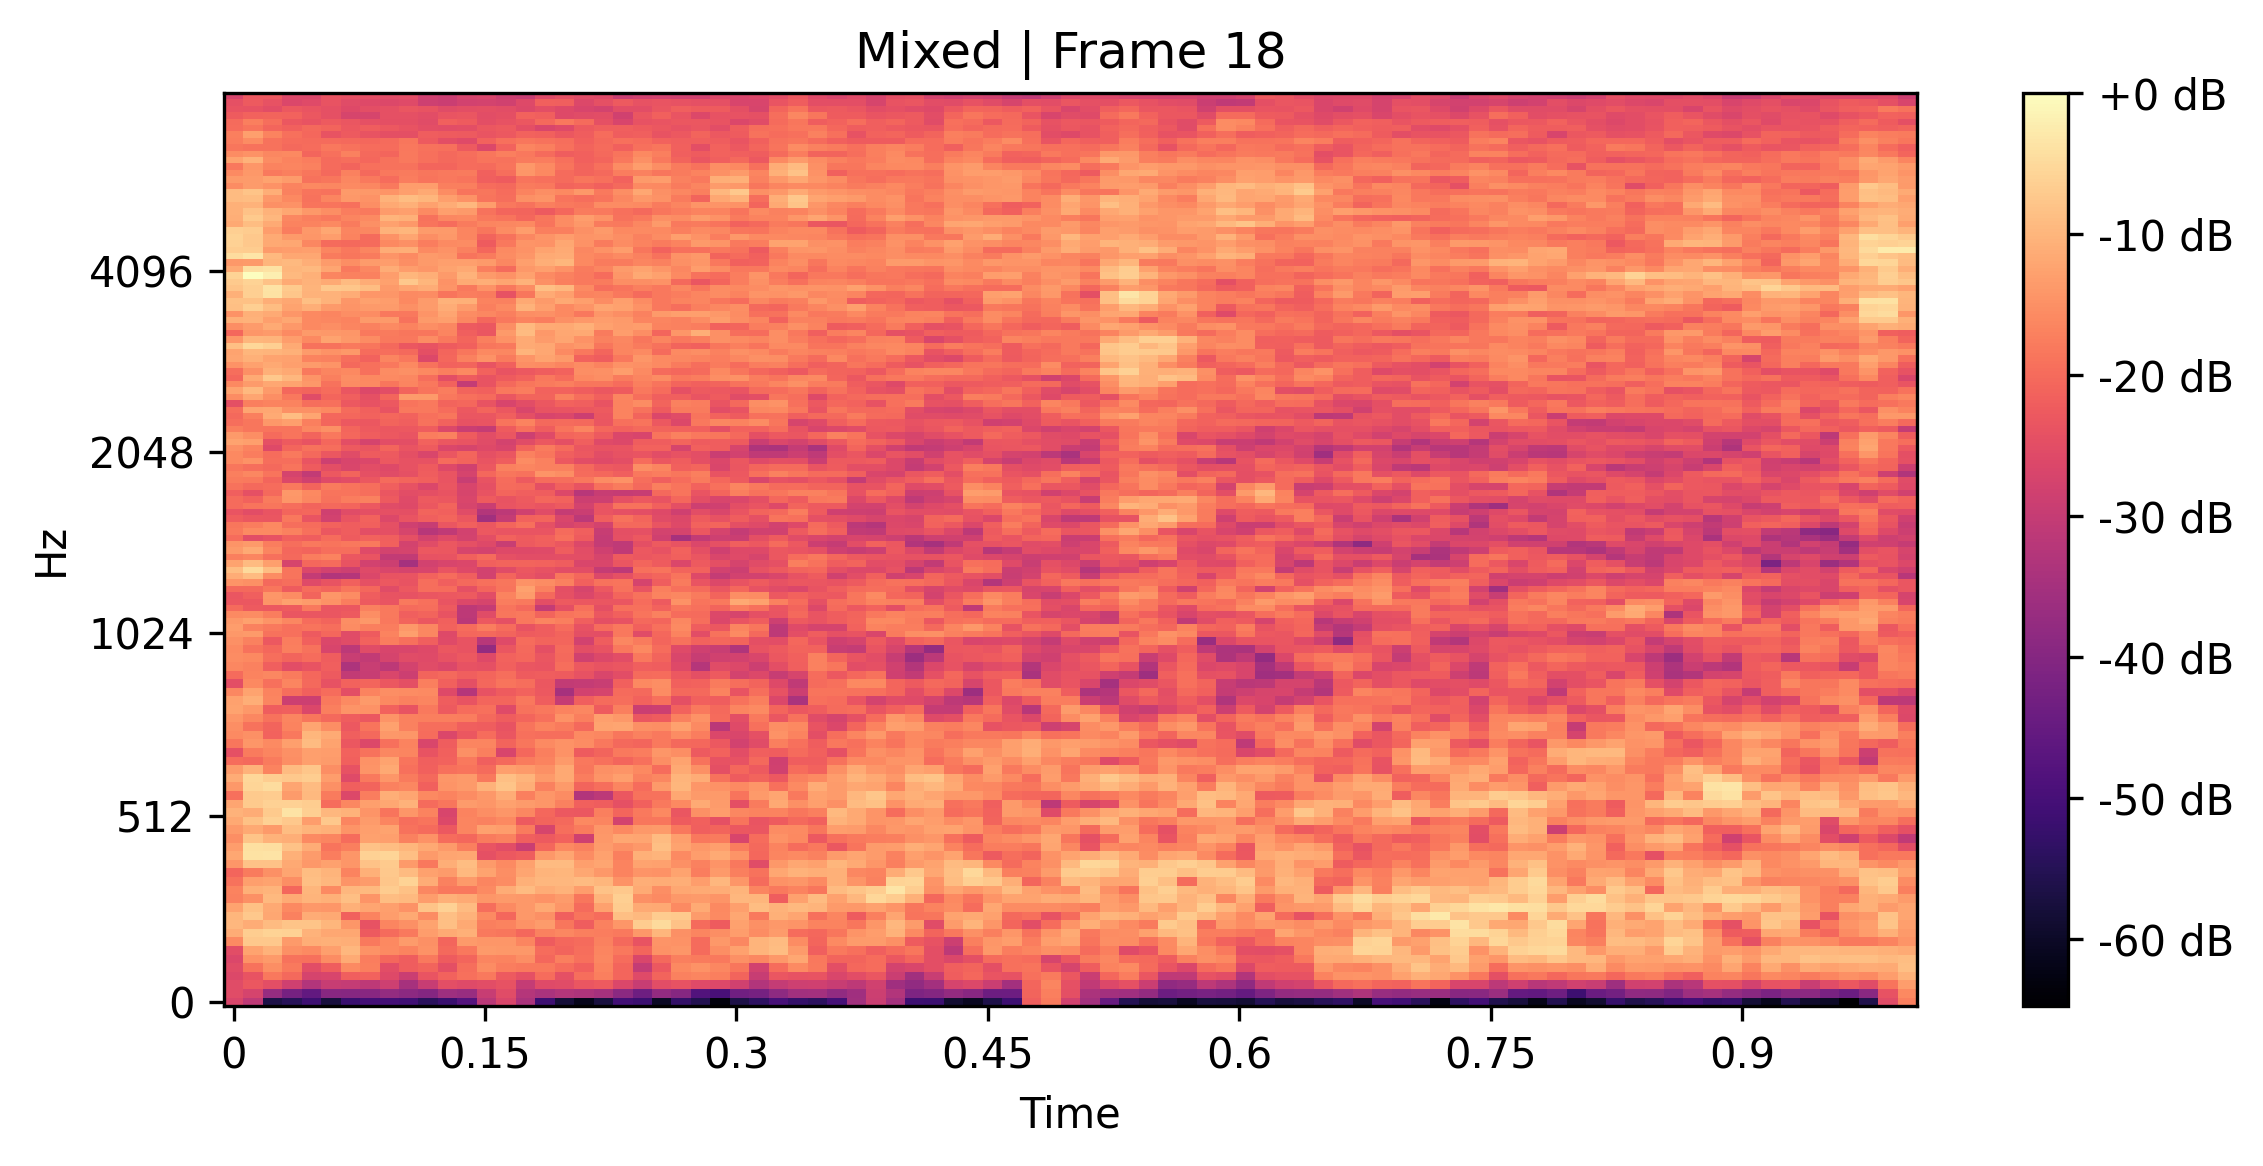 Mixed | Frame 18
Hz
4096
2048
1024
512
0
0 0.15 0.3 0.45 0.6 0.75 0.9
Time
+0 dB
-10 dB
-20 dB
-30 dB
-40 dB
-50 dB
-60 dB